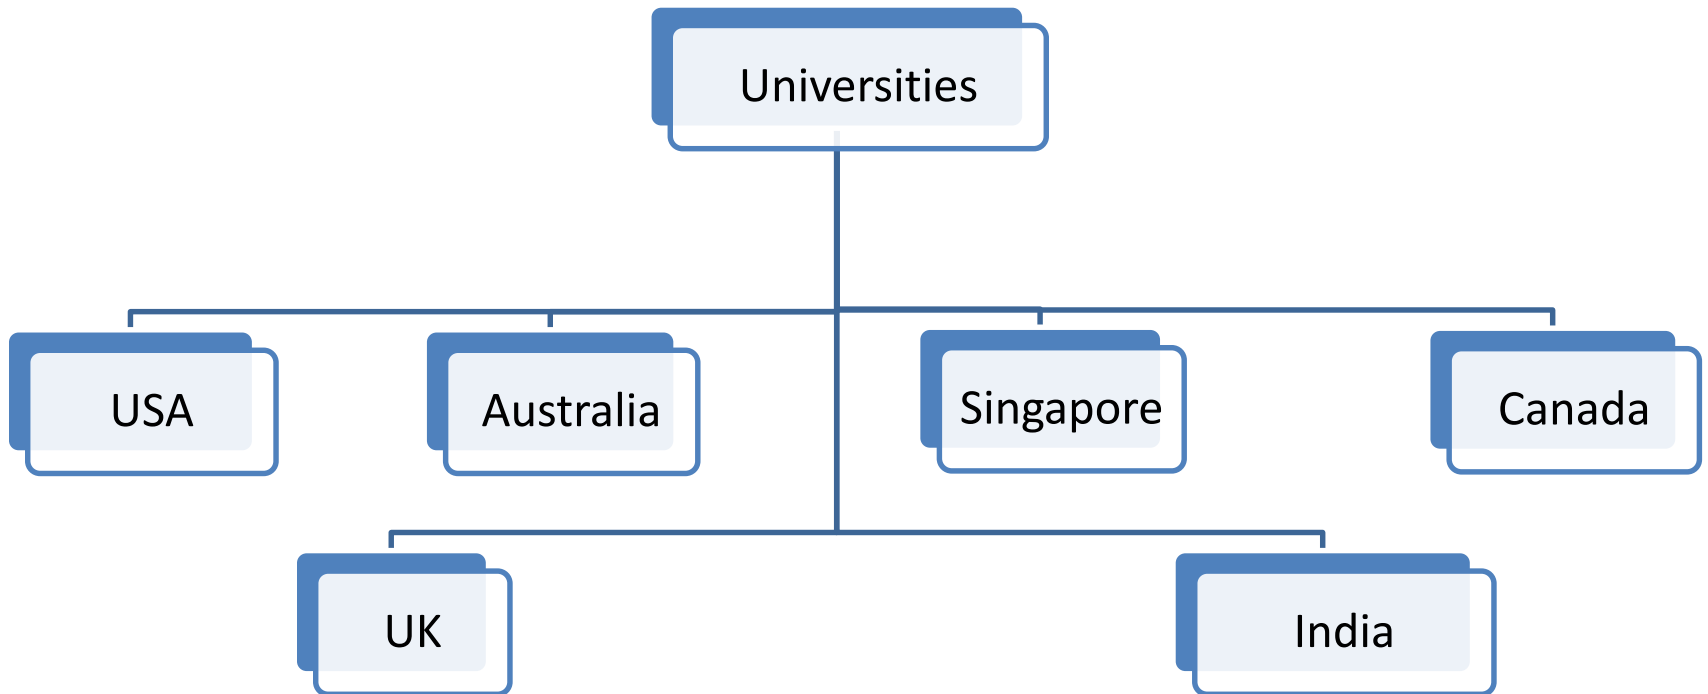 Universities
USA
Australia
Singapore
Canada
UK
India